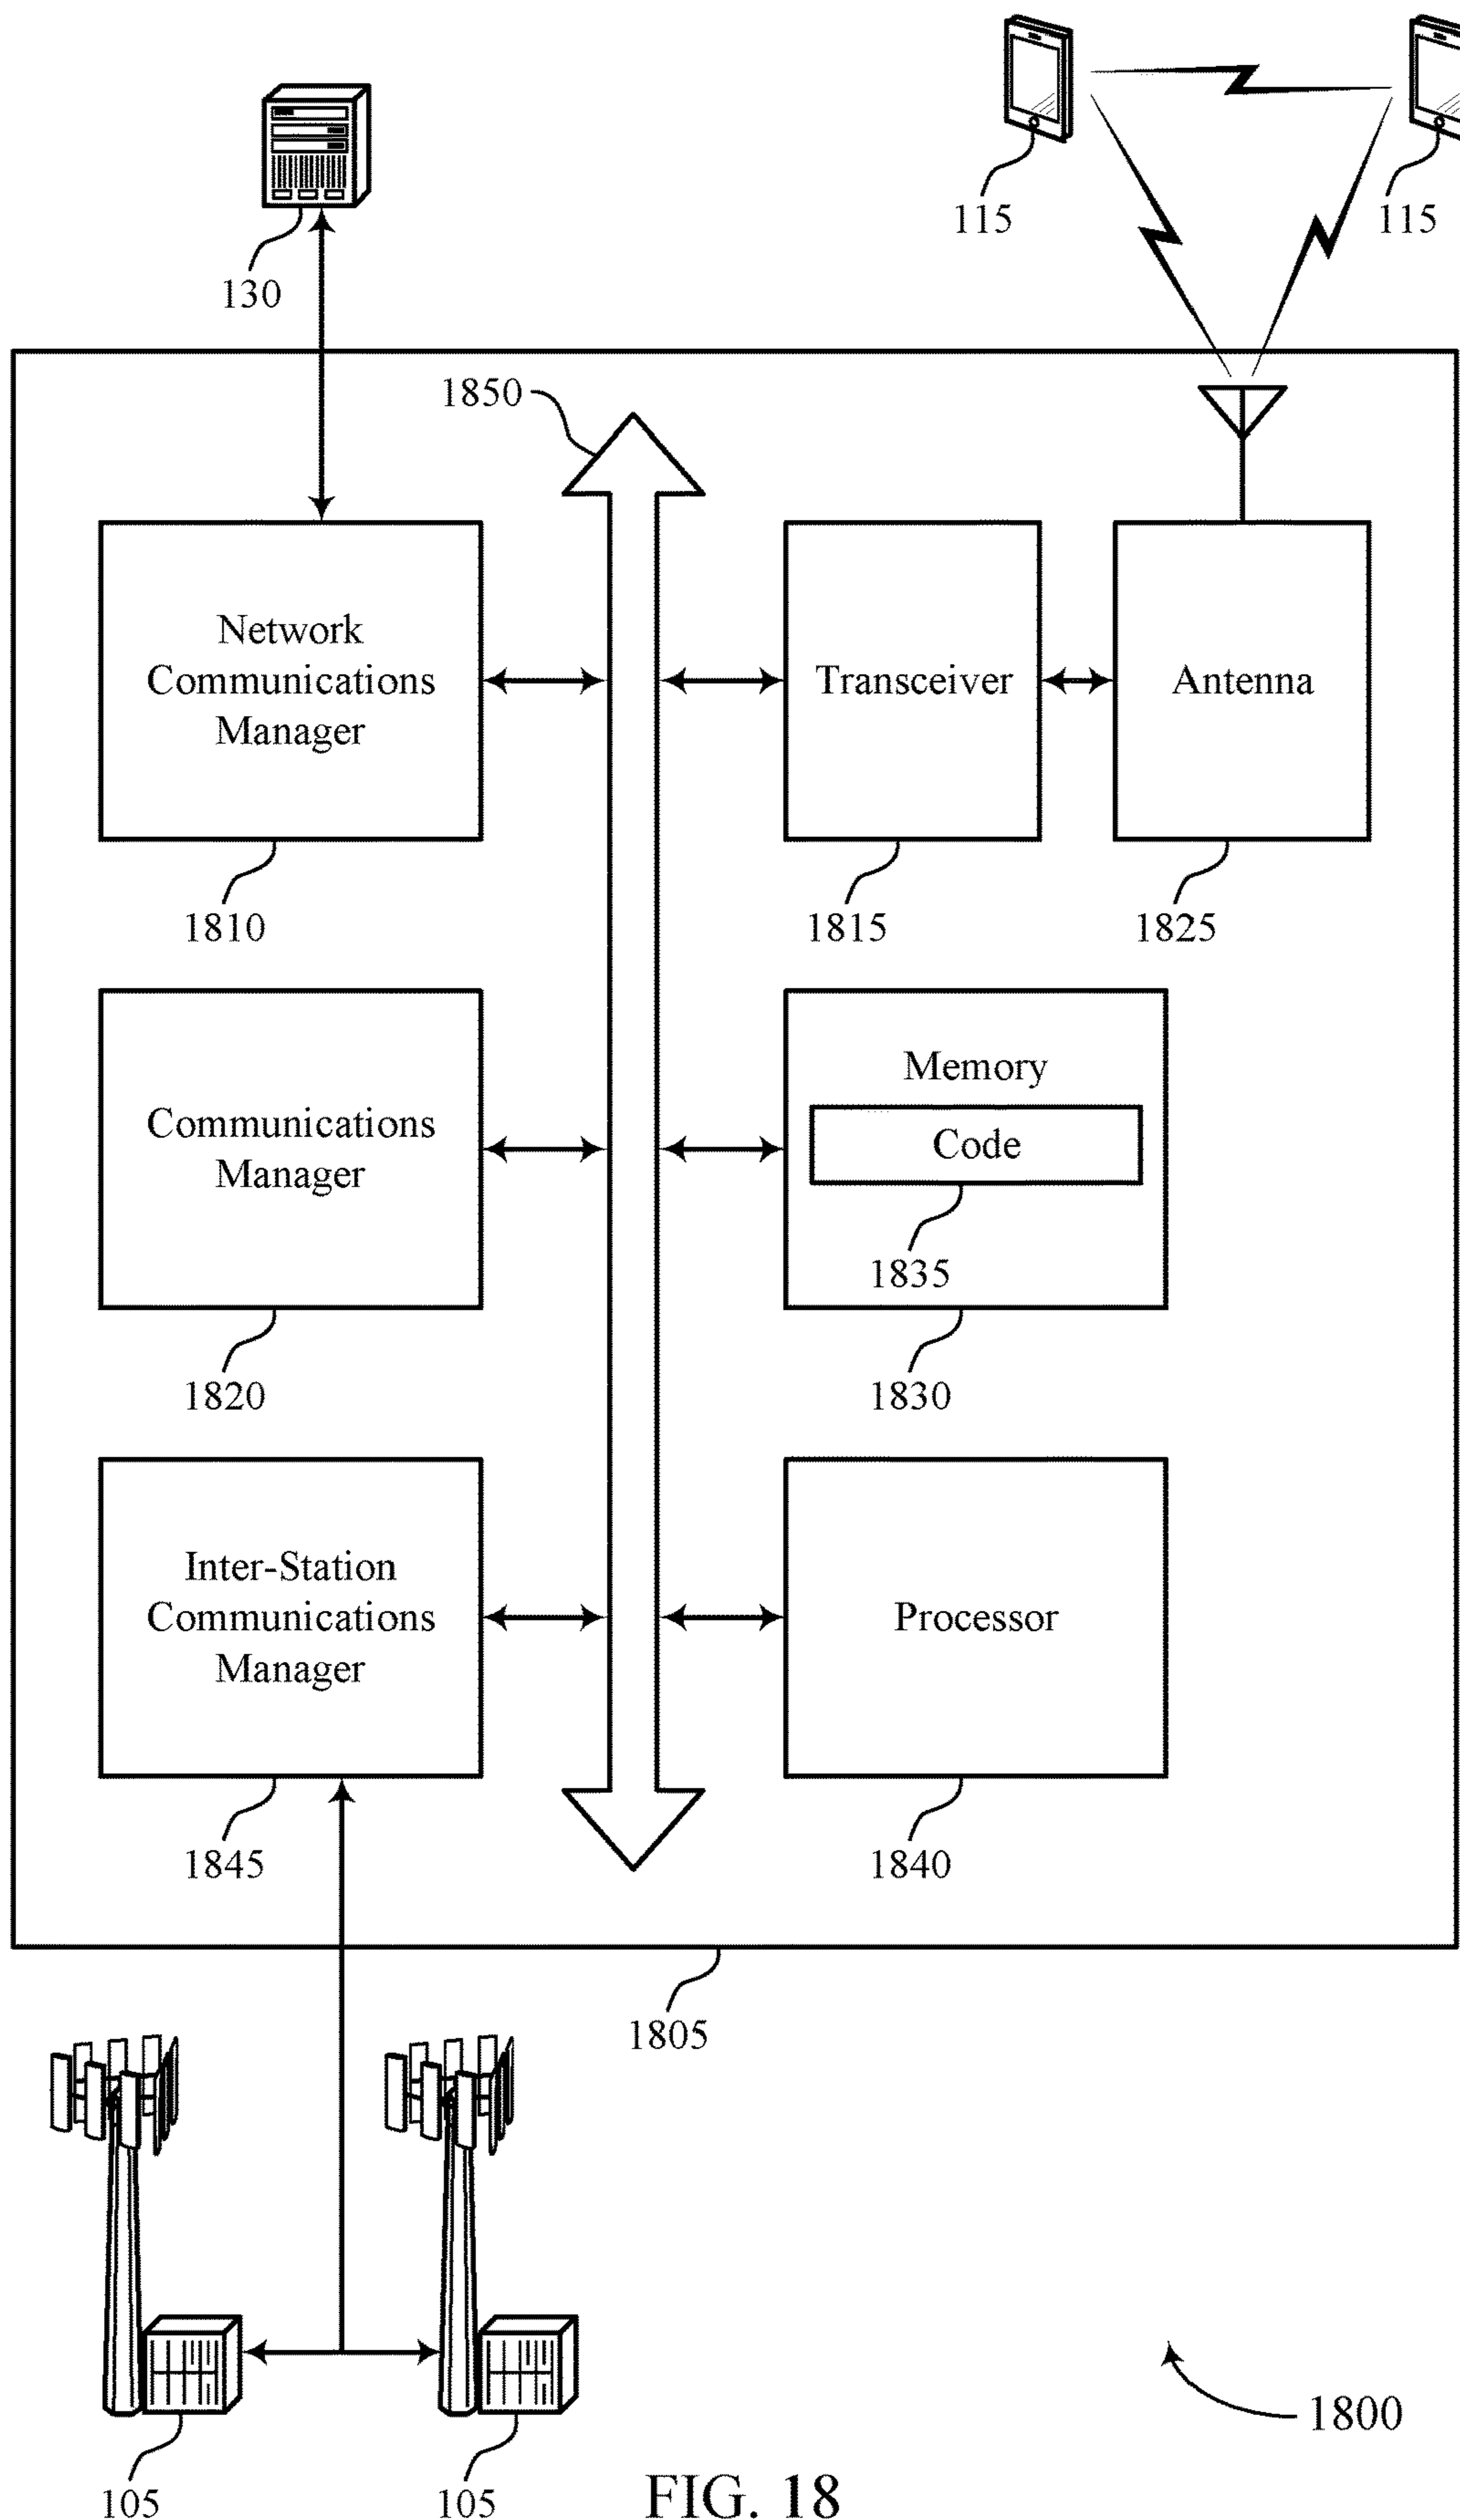 115
115
130
1850
Network
Communications
Manager
Transceiver
Antenna
1810
1815
1825
Communications
Manager
Memory
Code
1835
1820
1830
Inter-Station
Communications
Manager
Processor
1845
1840
1805
1800
105
105
FIG. 18